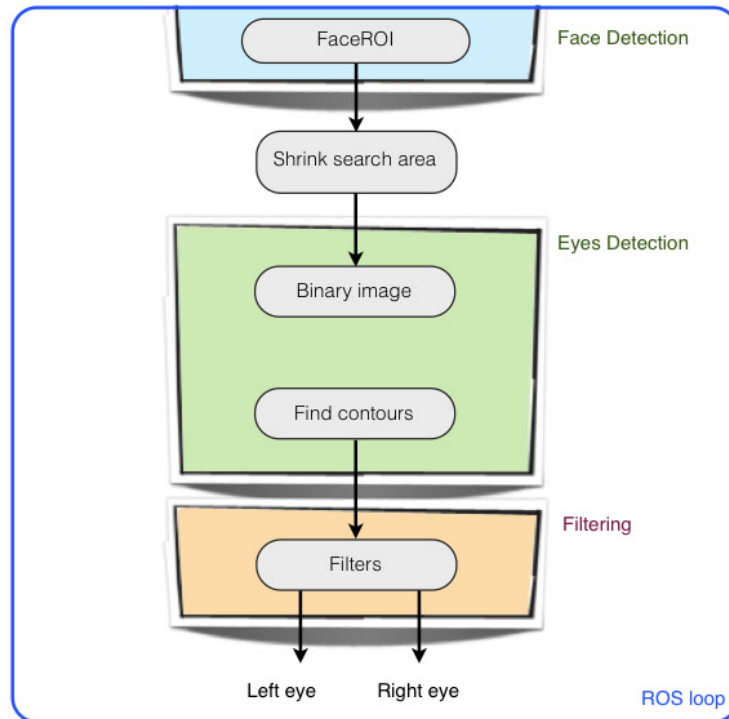 FaceROI
Face Detection
Shrink search area
Eyes Detection
Binary image
Find contours
Filtering
Filters
Left eye
Right eye
ROS loop